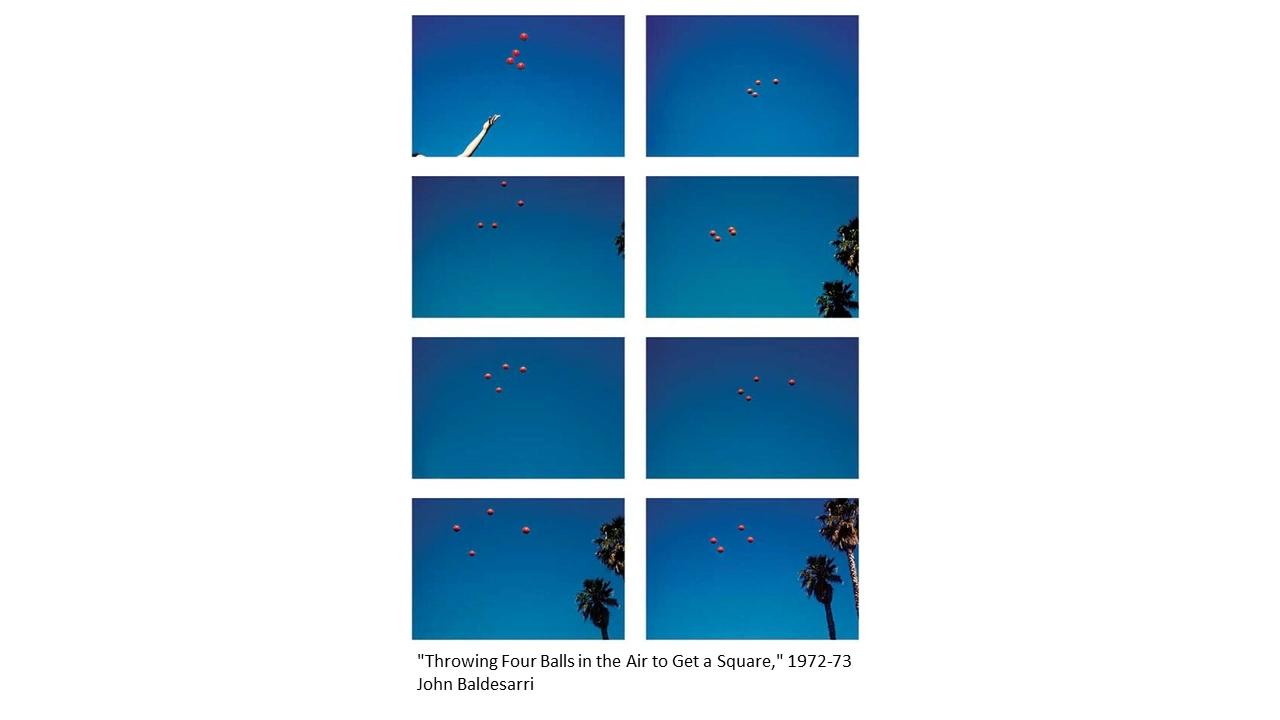 "Throwing Four Balls in the Air to Get a Square," 1972-73
John Baldesarri